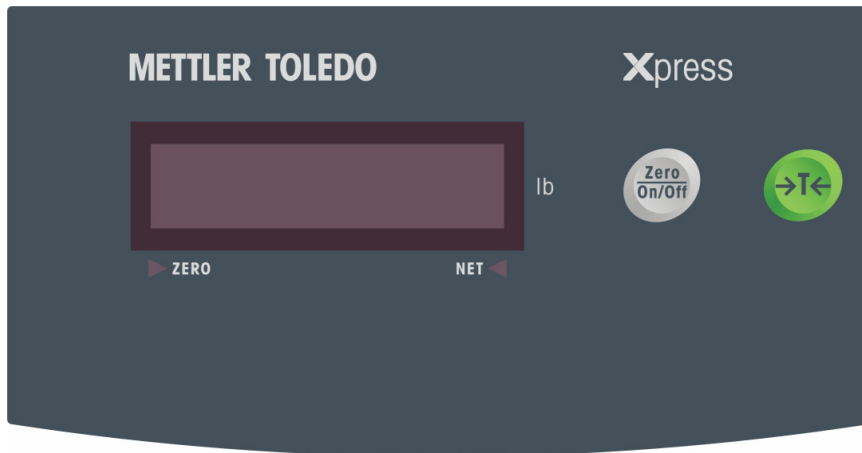 METTLER TOLEDO
Xpress
lb
Zero
On/Off
→T←
ZERO
NET